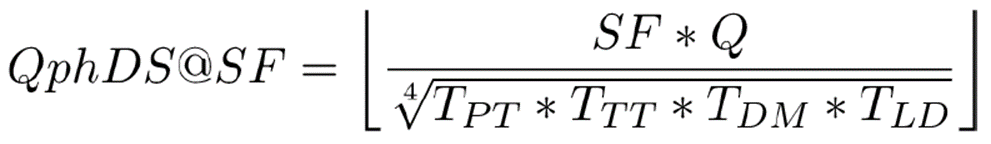 QphDS@SF = ⌊ SF * Q / ∜(T_PT * T_TT * T_DM * T_LD) ⌋